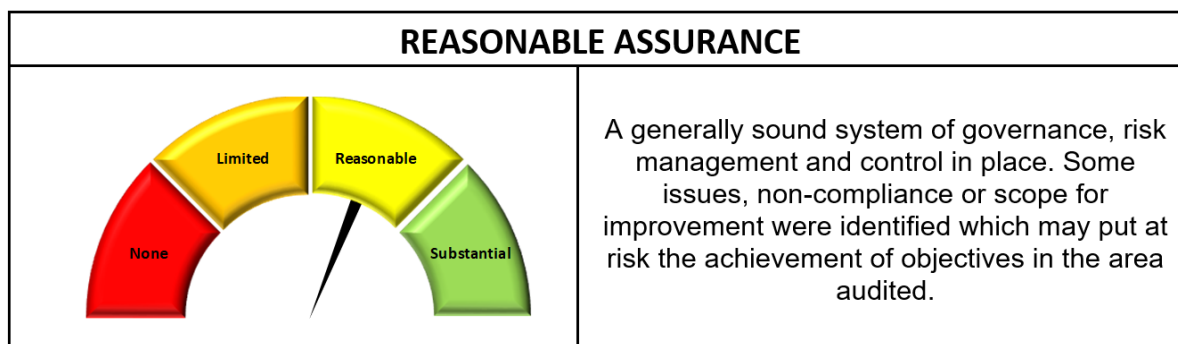 REASONABLE ASSURANCE
Limited
Reasonable
None
Substantial
A generally sound system of governance, risk
management and control in place. Some
issues, non-compliance or scope for
improvement were identified which may put at
risk the achievement of objectives in the area
audited.